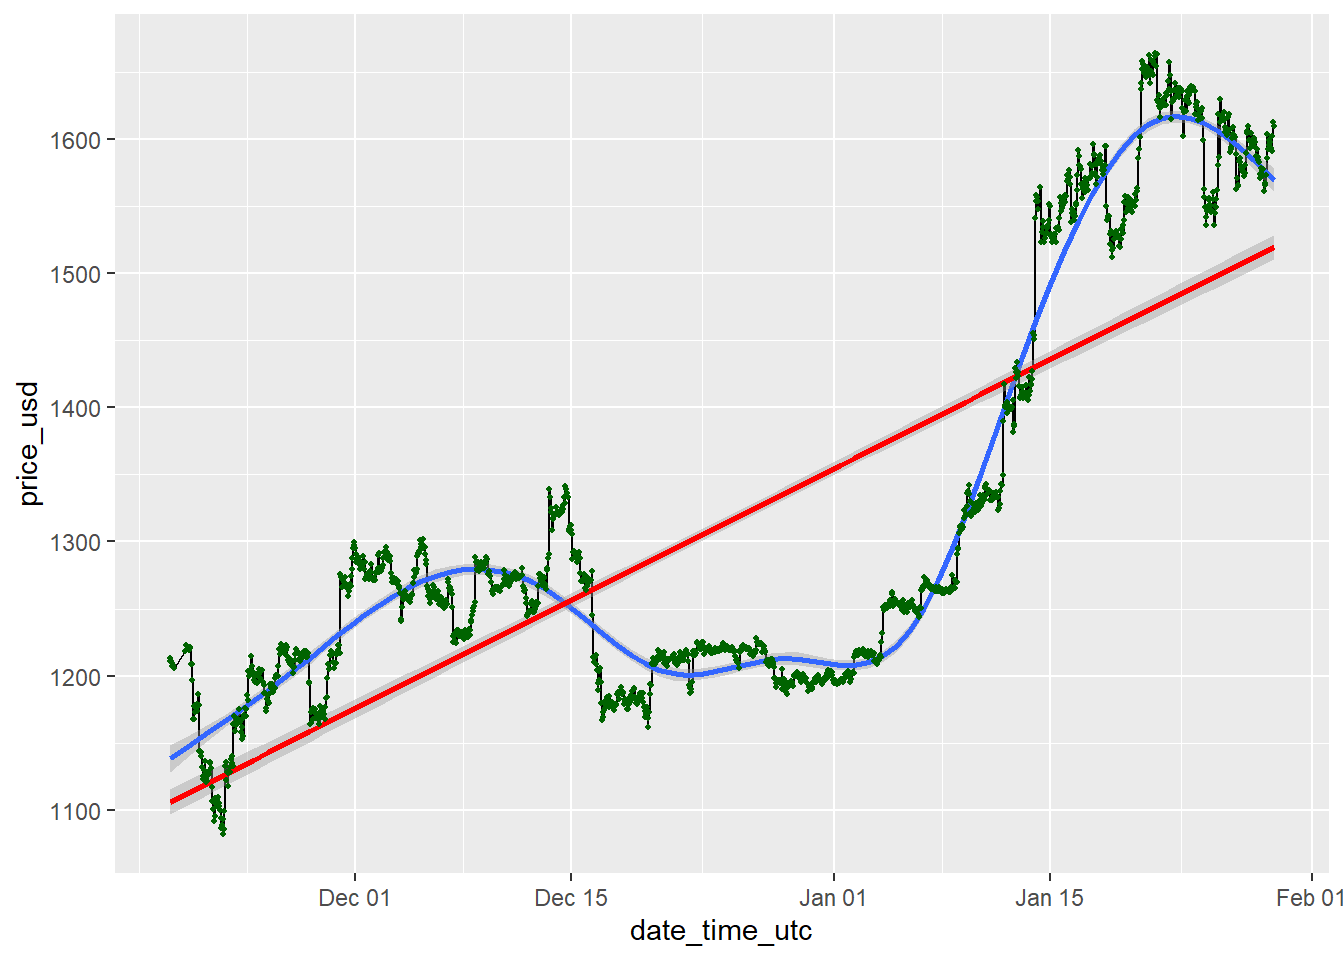 price_usd
1600
1500
1400
1300
1200
1100
Dec 01
Dec 15
Jan 01
Jan 15
Feb 01
date_time_utc